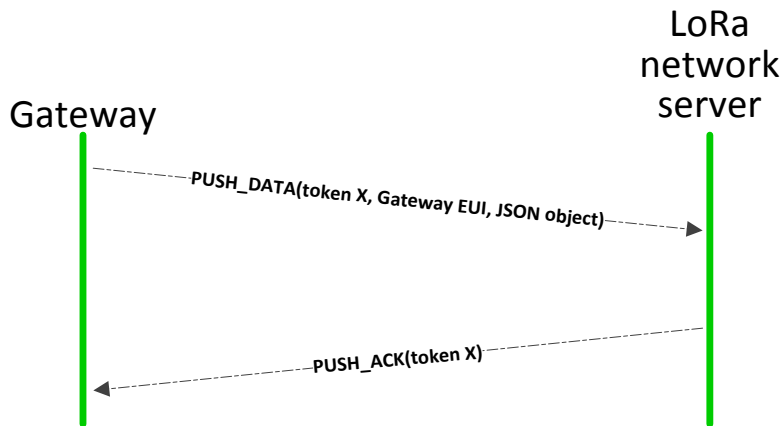 LoRa
network
server
Gateway
PUSH_DATA(token X, Gateway EUI, JSON object)
PUSH_ACK(token X)